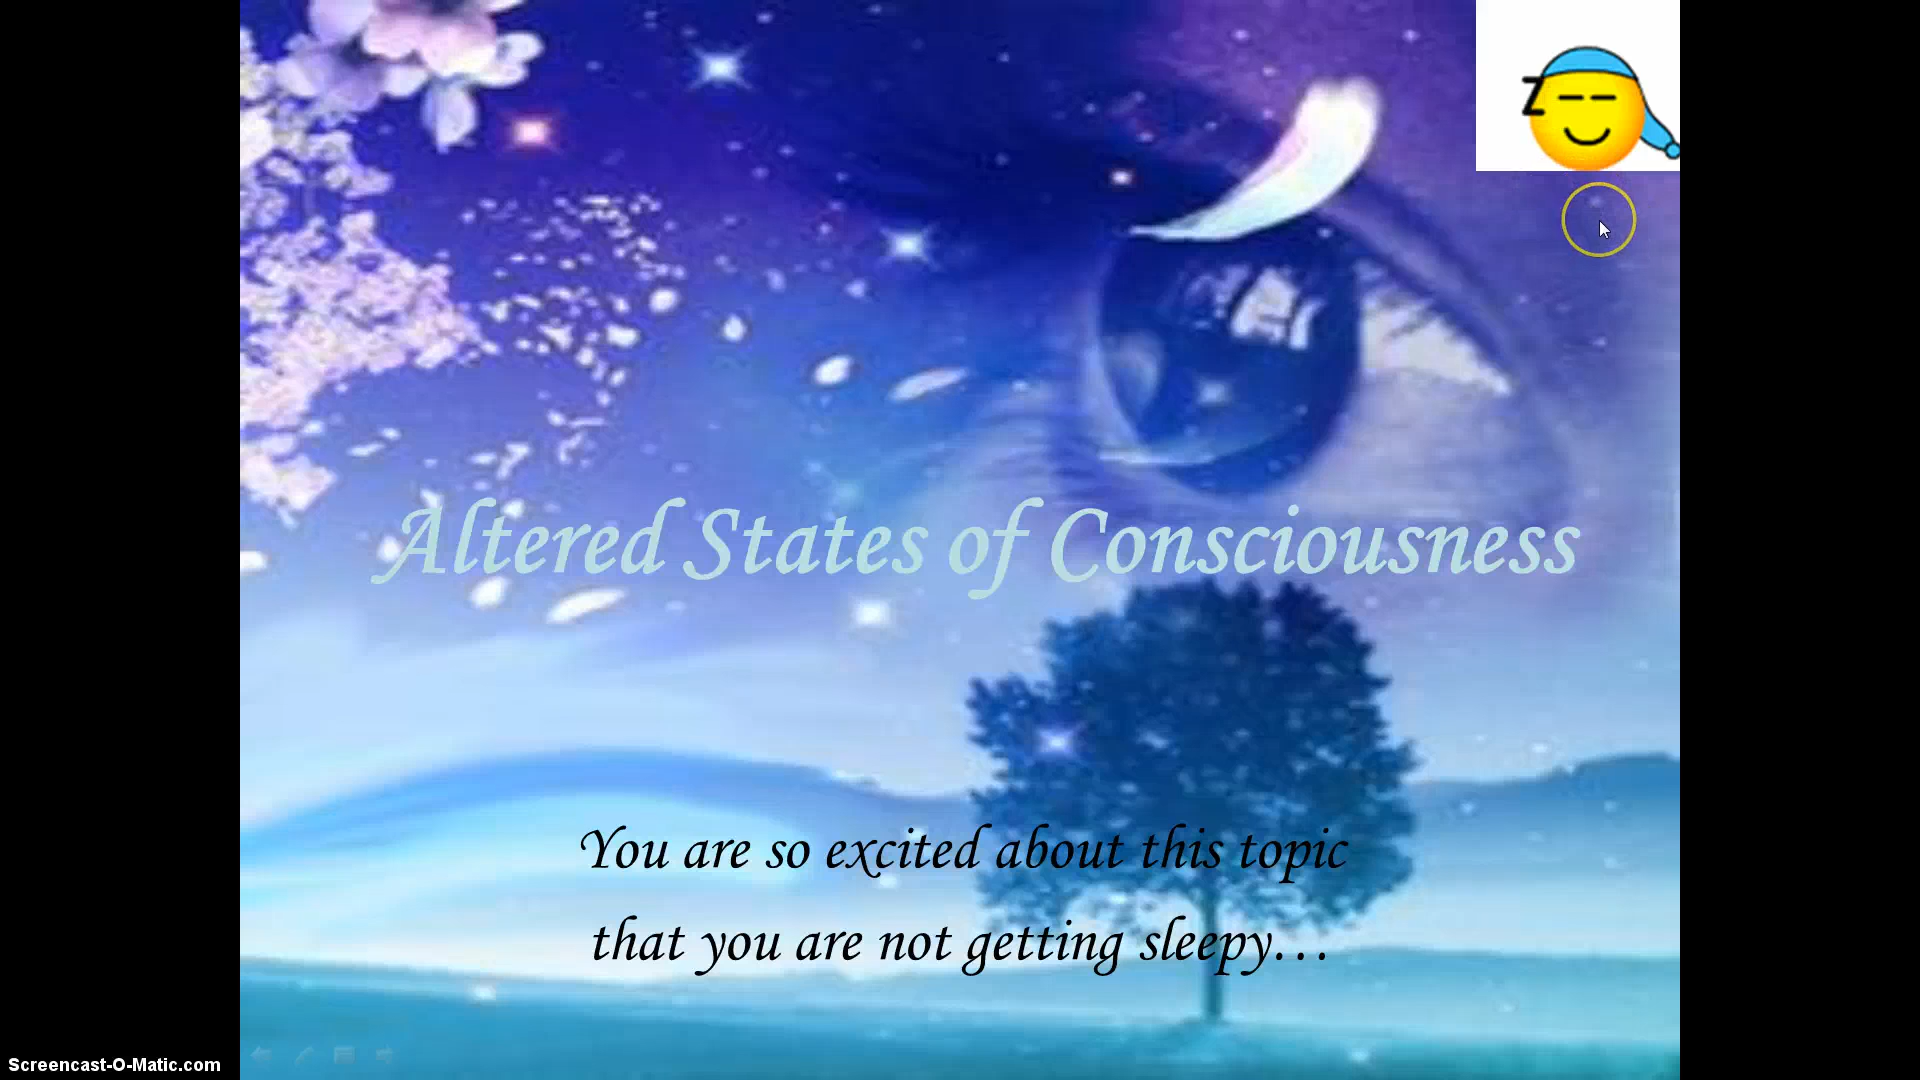 Z
Altered States of Consciousness
You are so excited about this topic
that you are not getting sleepy...
Screencast-O-Matic.com